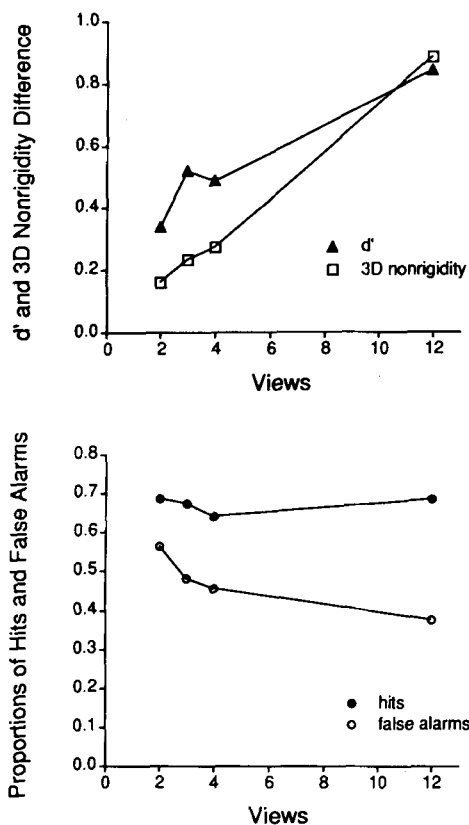 d' and 3D Nonrigidity Difference
1.0
0.8
0.6
0.4
0.2
0.0
0 2 4 6 8 10 12
Views
d'
3D nonrigidity
Proportions of Hits and False Alarms
0.8
0.7
0.6
0.5
0.4
0.3
0.2
0.1
0.0
0 2 4 6 8 10 12
Views
hits
false alarms